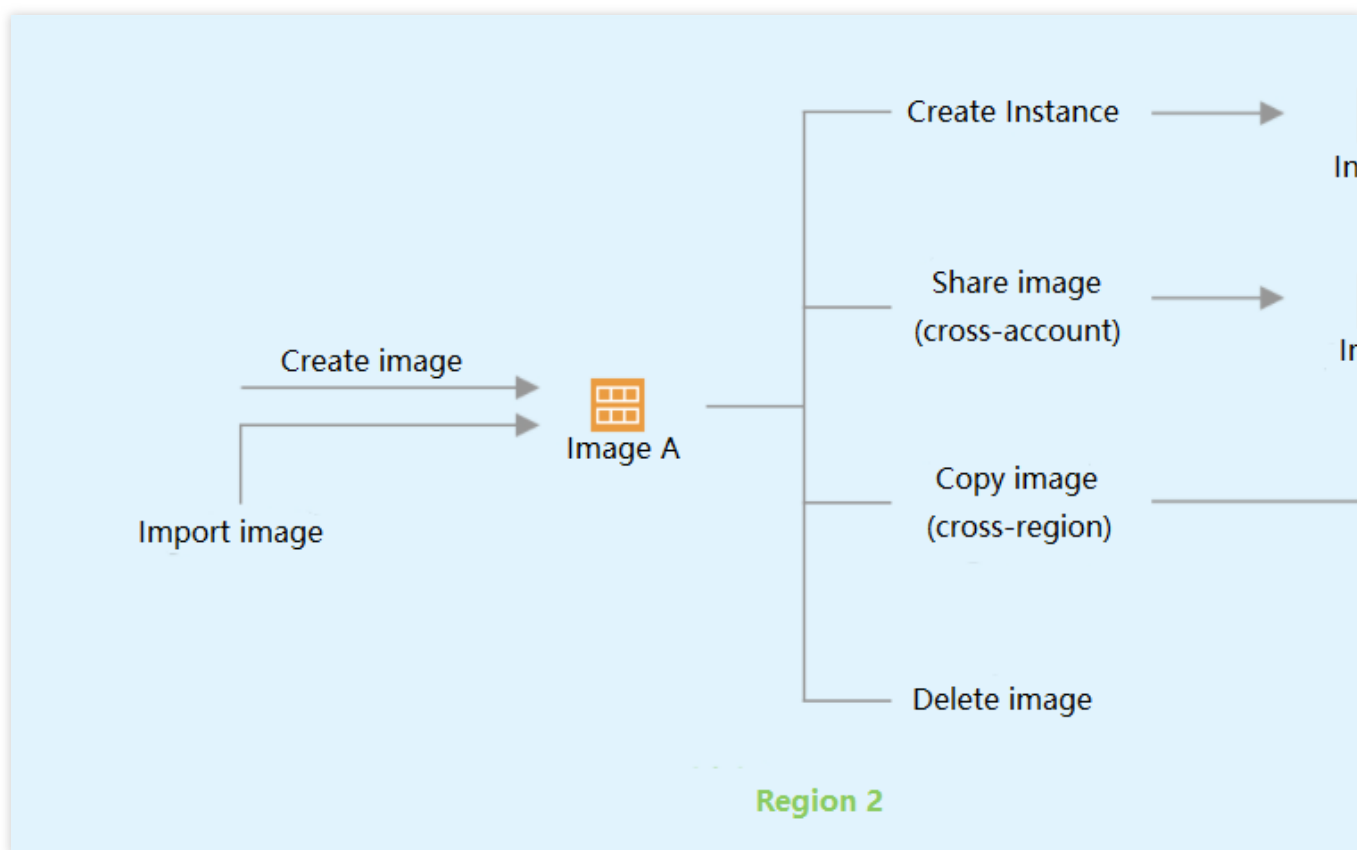 Create Instance
Share image
(cross-account)
Create image
Image A
Copy image
(cross-region)
Import image
Delete image
Region 2